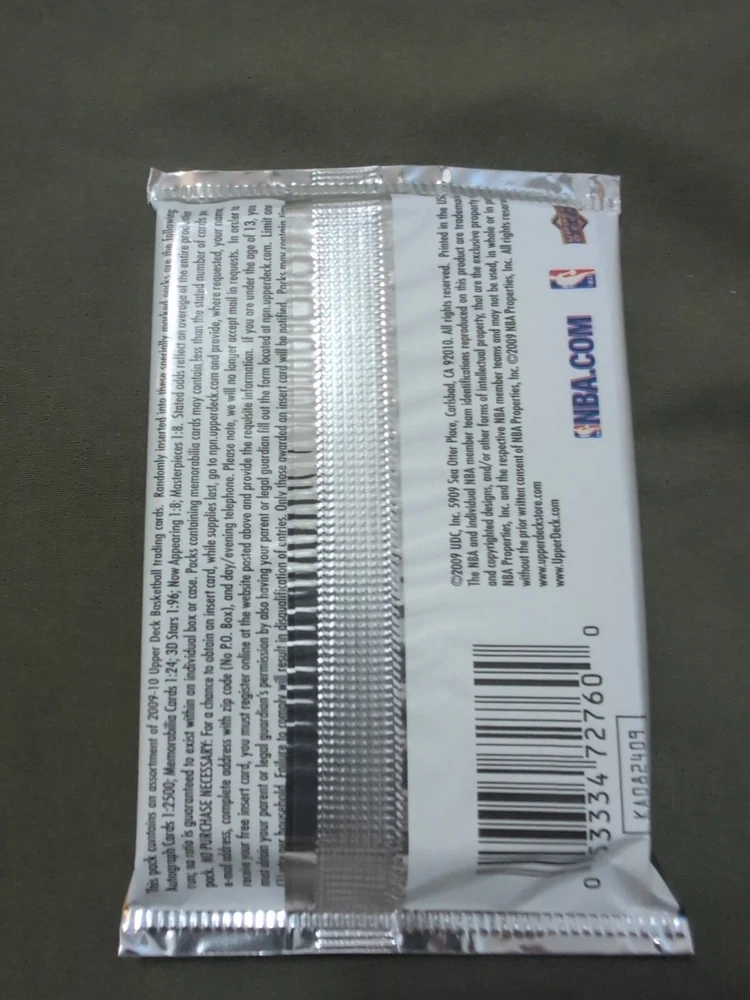 This pack contains an assortment of 2009-10 Upper Deck Basketball trading cards. Randomly inserted into these specially marked packs are the following
Autograph Cards 1:2500; Memorabilia Cards 1:24; 3D Stars 1:96; Now Appearing 1:8; Masterpieces 1:8. Stated odds reflect an average of the entire
run; no ratio is guaranteed to exist within an individual box or case. Packs containing memorabilia cards may contain less than the stated number of cards
pack. NO PURCHASE NECESSARY: For a chance to obtain an insert card, while supplies last, go to npn.upperdeck.com and provide, where requested, your name,
e-mail address, complete address with zip code (No P.O. Box), and day/evening telephone. Please note, we will no longer accept mail in requests. In order
receive your free insert card, you must register online at the website posted above and provide the requisite information. If you are under the age of 13,
must obtain your parent or legal guardian's permission by also having your parent or legal guardian fill out the form located at npn.upperdeck.com. Limit
household. Failure to comply will result in disqualification of entries. Only those awarded an insert card will be notified. Packs may contain
©2009 UDC, Inc. 5909 Sea Otter Place, Carlsbad, CA 92010. All rights reserved. Printed in the
The NBA and individual NBA member team identifications reproduced on this product are
and copyrighted designs, and/or other forms of intellectual property, that are the exclusive property
NBA Properties, Inc. and the respective NBA member teams and may not be used, in whole or in
without the prior written consent of NBA Properties, Inc. ©2009 NBA Properties, Inc. All rights
www.upperdeckstore.com
www.UpperDeck.com
NBA.COM
0 53334 72760 0
KA082409